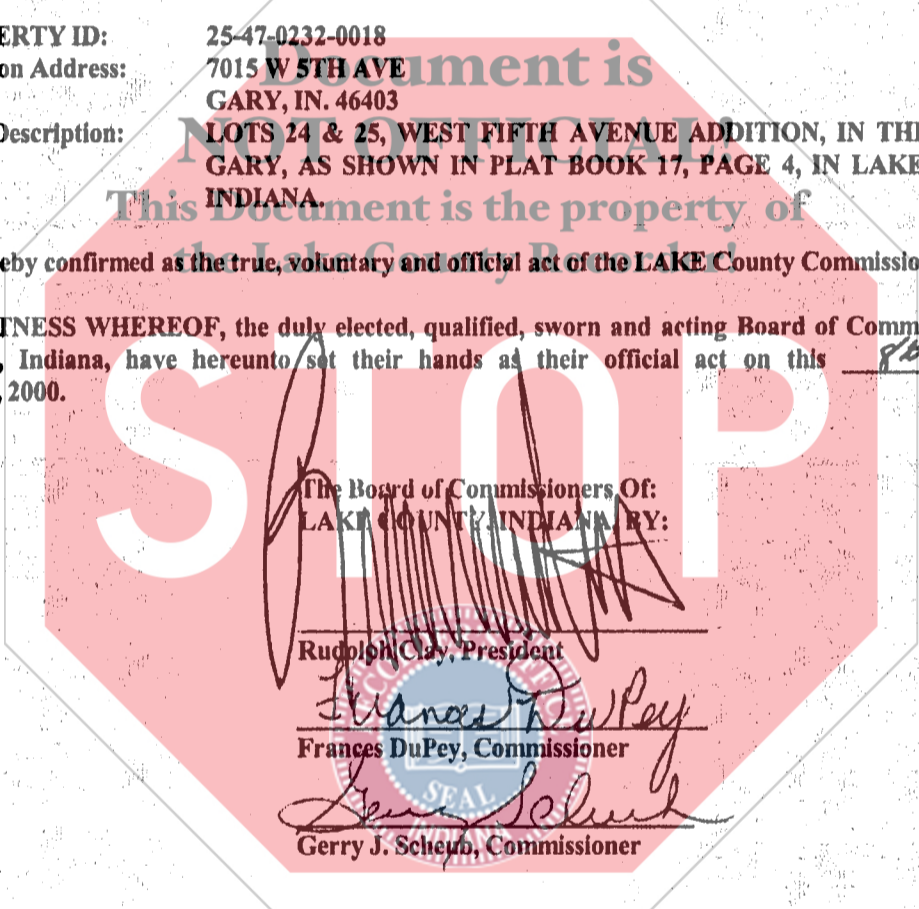 ERTY ID: 25-47-0232-0018
on Address: 7015 W 5TH AVE
GARY, IN. 46403
Description: LOTS 24 & 25, WEST FIFTH AVENUE ADDITION, IN TH
GARY, AS SHOWN IN PLAT BOOK 17, PAGE 4, IN LAKE
INDIANA.
Document is
NOT OFFICIAL!
This Document is the property of
the Lake County Recorder!
eby confirmed as the true, voluntary and official act of the LAKE County Commissio
TNESS WHEREOF, the duly elected, qualified, sworn and acting Board of Comm
, Indiana, have hereunto set their hands as their official act on this
, 2000.
STOP
The Board of Commissioners Of:
LAKE COUNTY, INDIANA, BY:
Rudolph Clay, President
Frances DuPey
Frances DuPey, Commissioner
Gerry Scheub
Gerry J. Scheub, Commissioner
SEAL
INDIANA